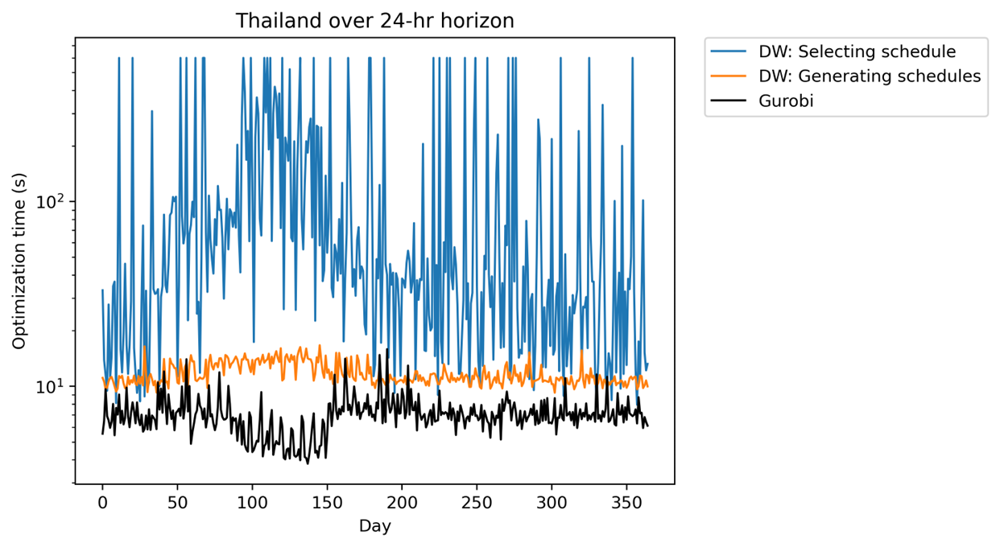 Thailand over 24-hr horizon
DW: Selecting schedule
DW: Generating schedules
Gurobi
Optimization time (s)
10²
10¹
0 50 100 150 200 250 300 350
Day